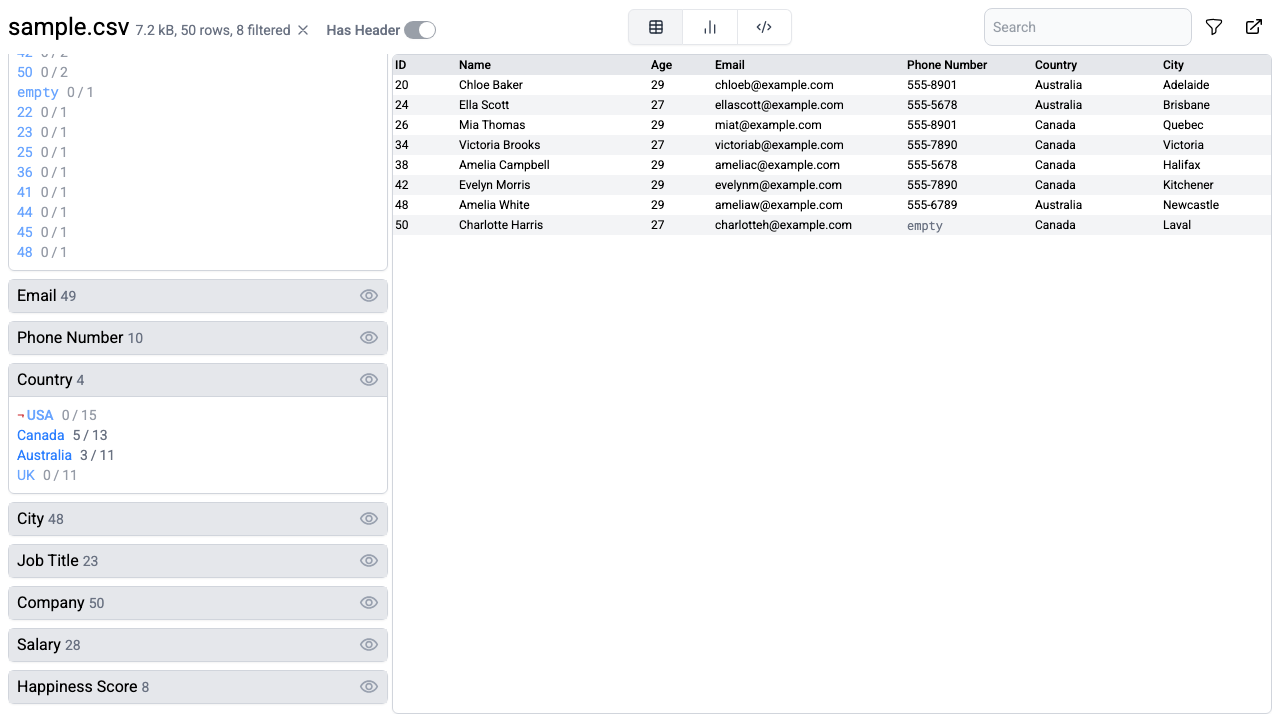 sample.csv 7.2 kB, 50 rows, 8 filtered Has Header Search
42 0 / 2
50 0 / 2
empty 0 / 1
22 0 / 1
23 0 / 1
25 0 / 1
36 0 / 1
41 0 / 1
44 0 / 1
45 0 / 1
48 0 / 1
Email 49
Phone Number 10
Country 4
¬ USA 0 / 15
Canada 5 / 13
Australia 3 / 11
UK 0 / 11
City 48
Job Title 23
Company 50
Salary 28
Happiness Score 8
ID Name Age Email Phone Number Country City
20 Chloe Baker 29 chloeb@example.com 555-8901 Australia Adelaide
24 Ella Scott 27 ellascott@example.com 555-5678 Australia Brisbane
26 Mia Thomas 29 miat@example.com 555-8901 Canada Quebec
34 Victoria Brooks 27 victoriab@example.com 555-7890 Canada Victoria
38 Amelia Campbell 29 ameliac@example.com 555-5678 Canada Halifax
42 Evelyn Morris 29 evelynm@example.com 555-7890 Canada Kitchener
48 Amelia White 29 ameliaw@example.com 555-6789 Australia Newcastle
50 Charlotte Harris 27 charlotteh@example.com empty Canada Laval